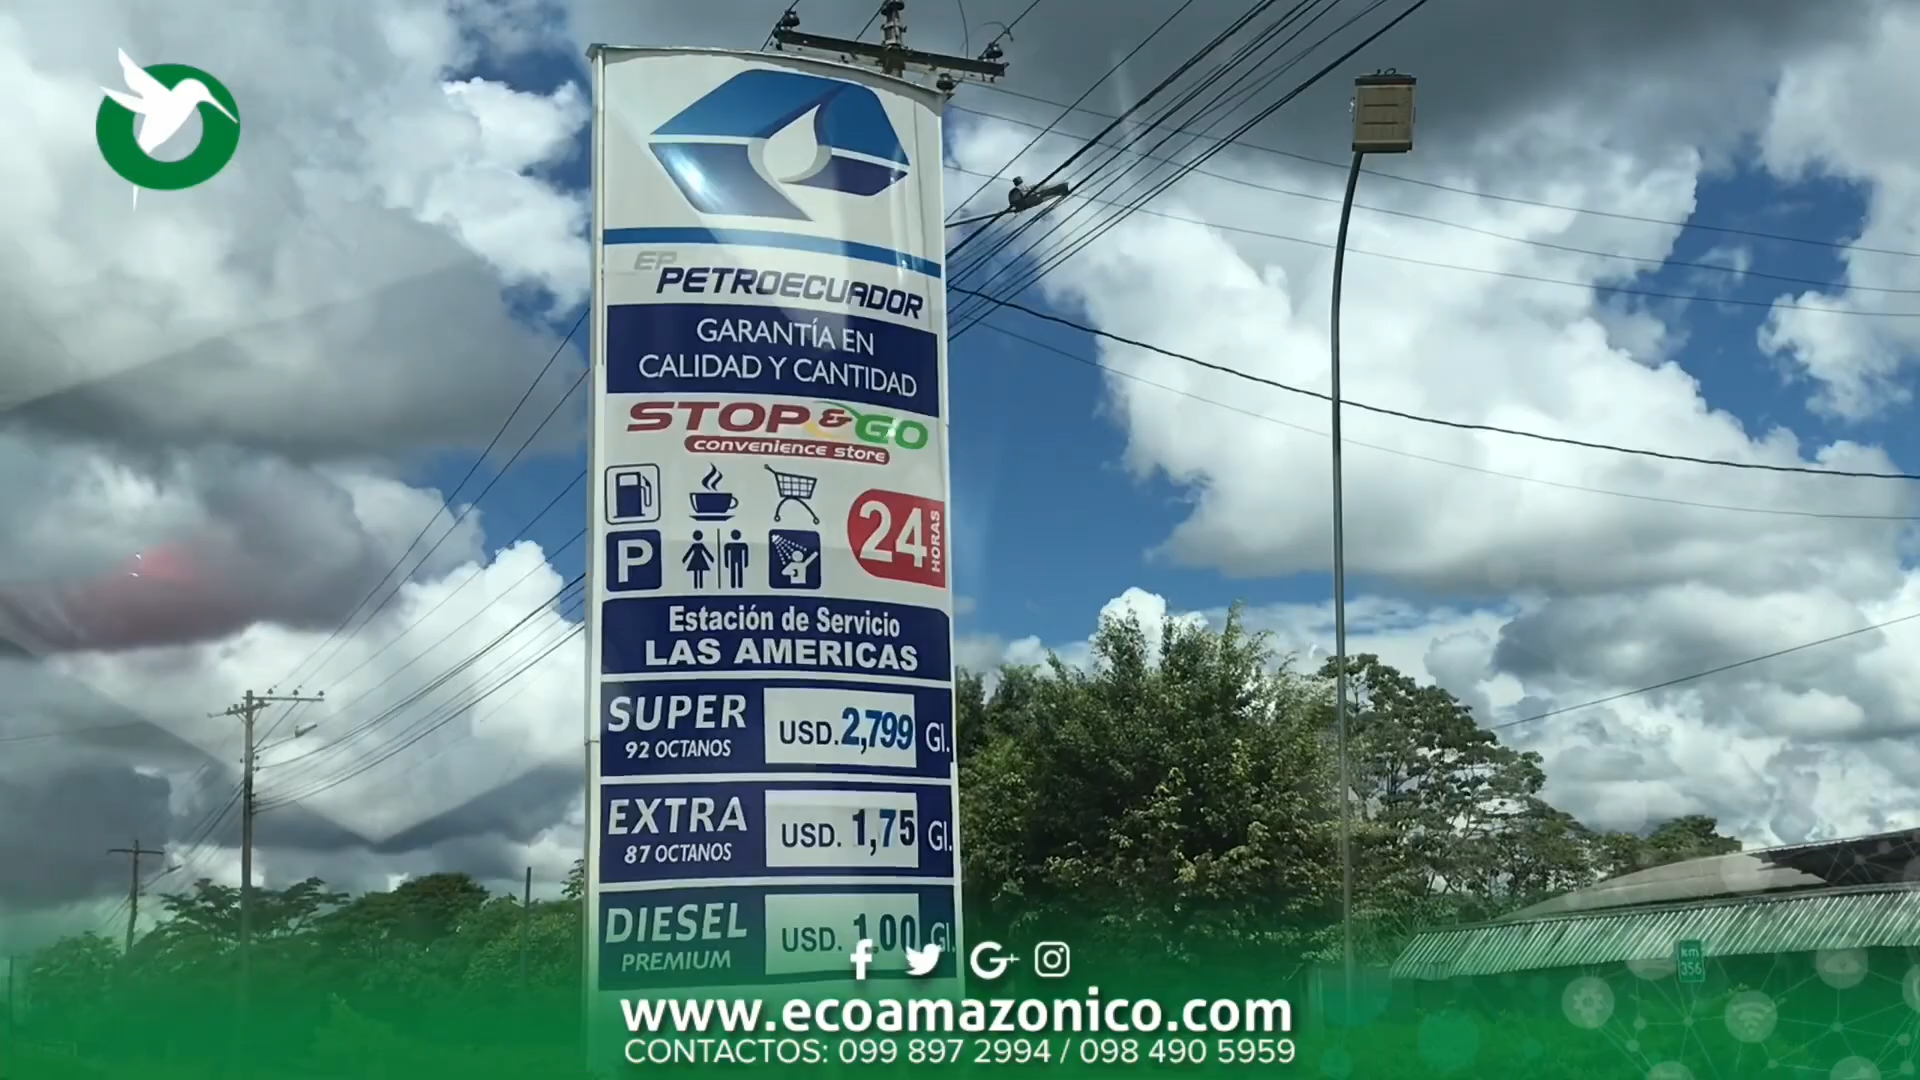 EP
PETROECUADOR
GARANTÍA EN
CALIDAD Y CANTIDAD
STOP & GO
convenience store
24 HORAS
P
Estación de Servicio
LAS AMERICAS
SUPER
92 OCTANOS
USD. 2,799 Gl.
EXTRA
87 OCTANOS
USD. 1,75 Gl.
DIESEL
PREMIUM
USD. 1,00 Gl.
km
356
www.ecoamazonico.com
CONTACTOS: 099 897 2994 / 098 490 5959